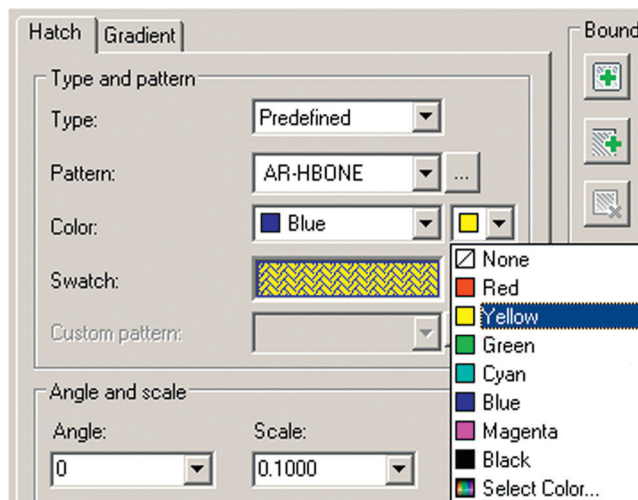 Hatch Gradient Bound
Type and pattern
Type: Predefined
Pattern: AR-HBONE ...
Color: Blue
Swatch:
Custom pattern:
None
Red
Yellow
Green
Cyan
Blue
Magenta
Black
Select Color...
Angle and scale
Angle: Scale:
0 0.1000